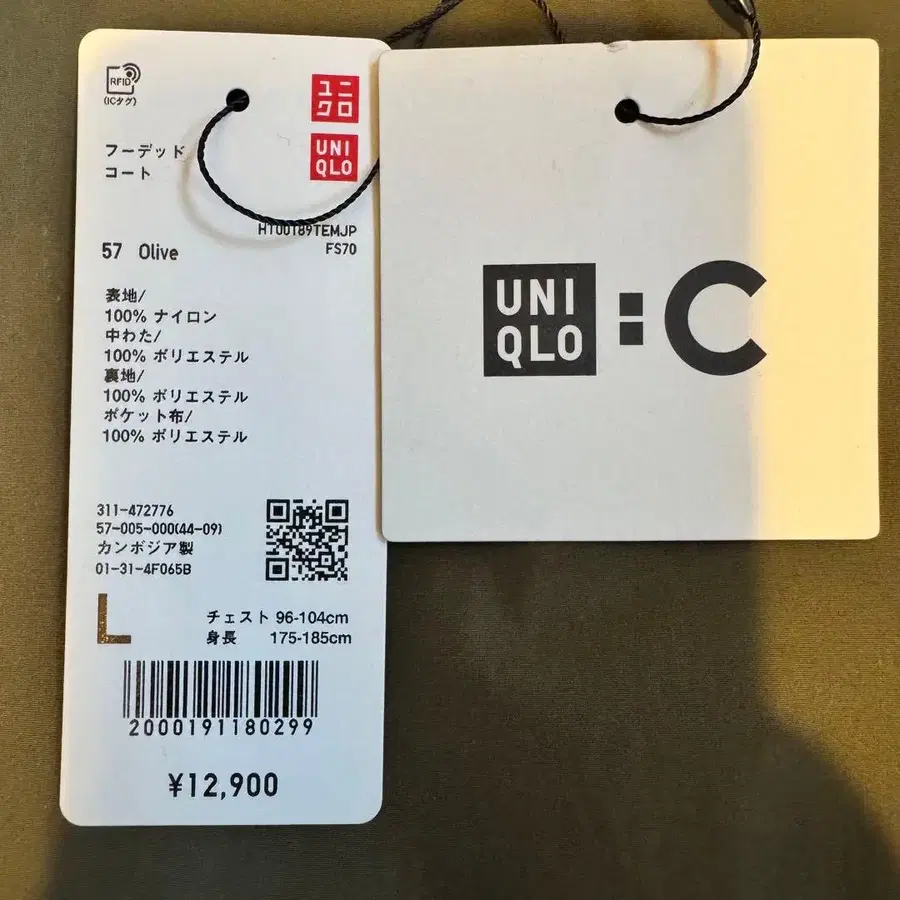 RFID
(ICタグ)
ユニ
クロ
UNI
QLO
フーデッド
コート
HT00189TEMJP
FS70
57 Olive
表地/
100% ナイロン
中わた/
100% ポリエステル
裏地/
100% ポリエステル
ポケット布/
100% ポリエステル
311-472776
57-005-000(44-09)
カンボジア製
01-31-4F065B
L
チェスト 96-104cm
身長 175-185cm
2000191180299
¥12,900
UNI
QLO
:C